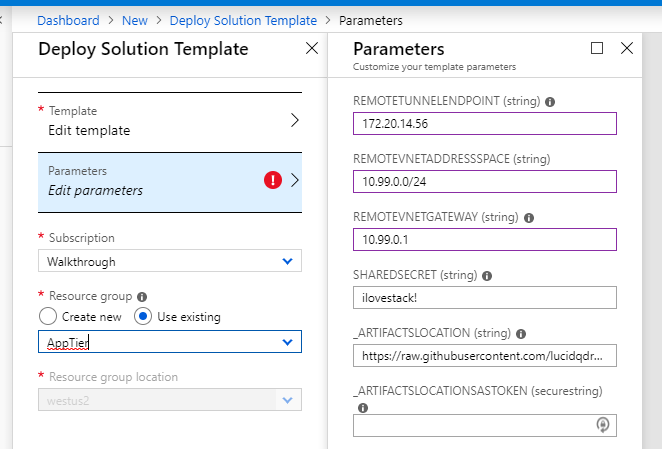 Dashboard > New > Deploy Solution Template > Parameters
Deploy Solution Template
* Template
Edit template
Parameters
Edit parameters
* Subscription
Walkthrough
* Resource group
Create new
Use existing
AppTier
* Resource group location
westus2
Parameters
Customize your template parameters
REMOTETUNNELENDPOINT (string)
172.20.14.56
REMOTEVNETADDRESSSPACE (string)
10.99.0.0/24
REMOTEVNETGATEWAY (string)
10.99.0.1
SHAREDSECRET (string)
ilovestack!
_ARTIFACTSLOCATION (string)
https://raw.githubusercontent.com/lucidqdr...
_ARTIFACTSLOCATIONSASTOKEN (securestring)